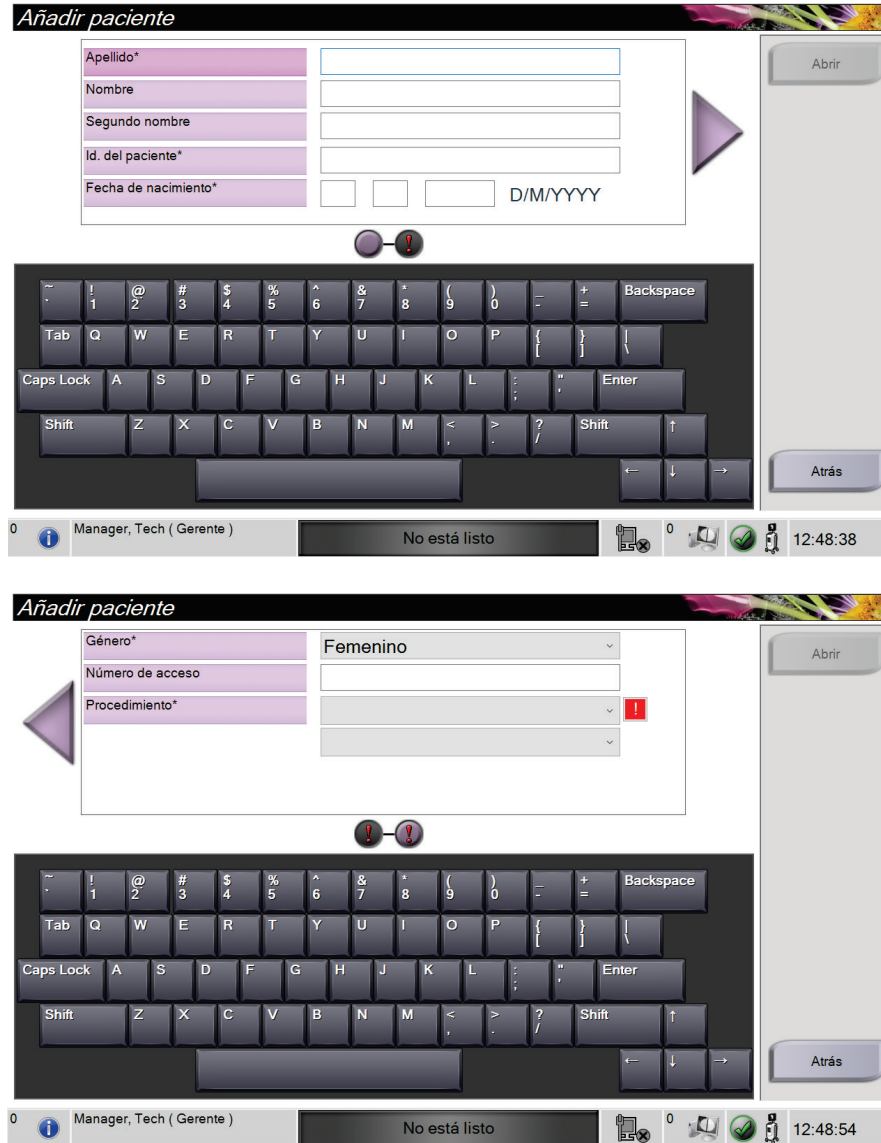 Añadir paciente
Apellido*
Nombre
Segundo nombre
Id. del paciente*
Fecha de nacimiento* D/M/YYYY
Abrir
~ ! @ # $ % ^ & * ( ) _ + Backspace
` 1 2 3 4 5 6 7 8 9 0 - =
Tab Q W E R T Y U I O P { } |
[ ] \
Caps Lock A S D F G H J K L : " Enter
; '
Shift Z X C V B N M < > ? Shift ↑
, . /
← ↓ →
Atrás
0 Manager, Tech ( Gerente ) No está listo 0 12:48:38
Añadir paciente
Género* Femenino
Número de acceso
Procedimiento* !
Abrir
~ ! @ # $ % ^ & * ( ) _ + Backspace
` 1 2 3 4 5 6 7 8 9 0 - =
Tab Q W E R T Y U I O P { } |
[ ] \
Caps Lock A S D F G H J K L : " Enter
; '
Shift Z X C V B N M < > ? Shift ↑
, . /
← ↓ →
Atrás
0 Manager, Tech ( Gerente ) No está listo 0 12:48:54